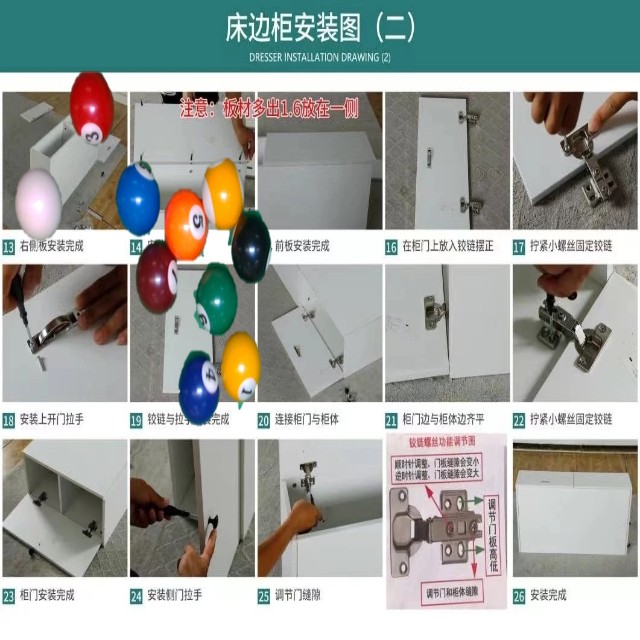 床边柜安装图（二）
DRESSER INSTALLATION DRAWING (2)
注意：板材多出1.6放在一侧
3
5
4
1
13 右侧板安装完成
14
前板安装完成
16 在柜门上放入铰链摆正
17 拧紧小螺丝固定铰链
18 安装上开门拉手
19 铰链与拉手安装完成
20 连接柜门与柜体
21 柜门边与柜体边齐平
22 拧紧小螺丝固定铰链
铰链螺丝功能调节图
顺时针调整，门板缝隙会变小
逆时针调整，门板缝隙会变大
调节门板高低
调节门和柜体缝隙
23 柜门安装完成
24 安装侧门拉手
25 调节门缝隙
26 安装完成